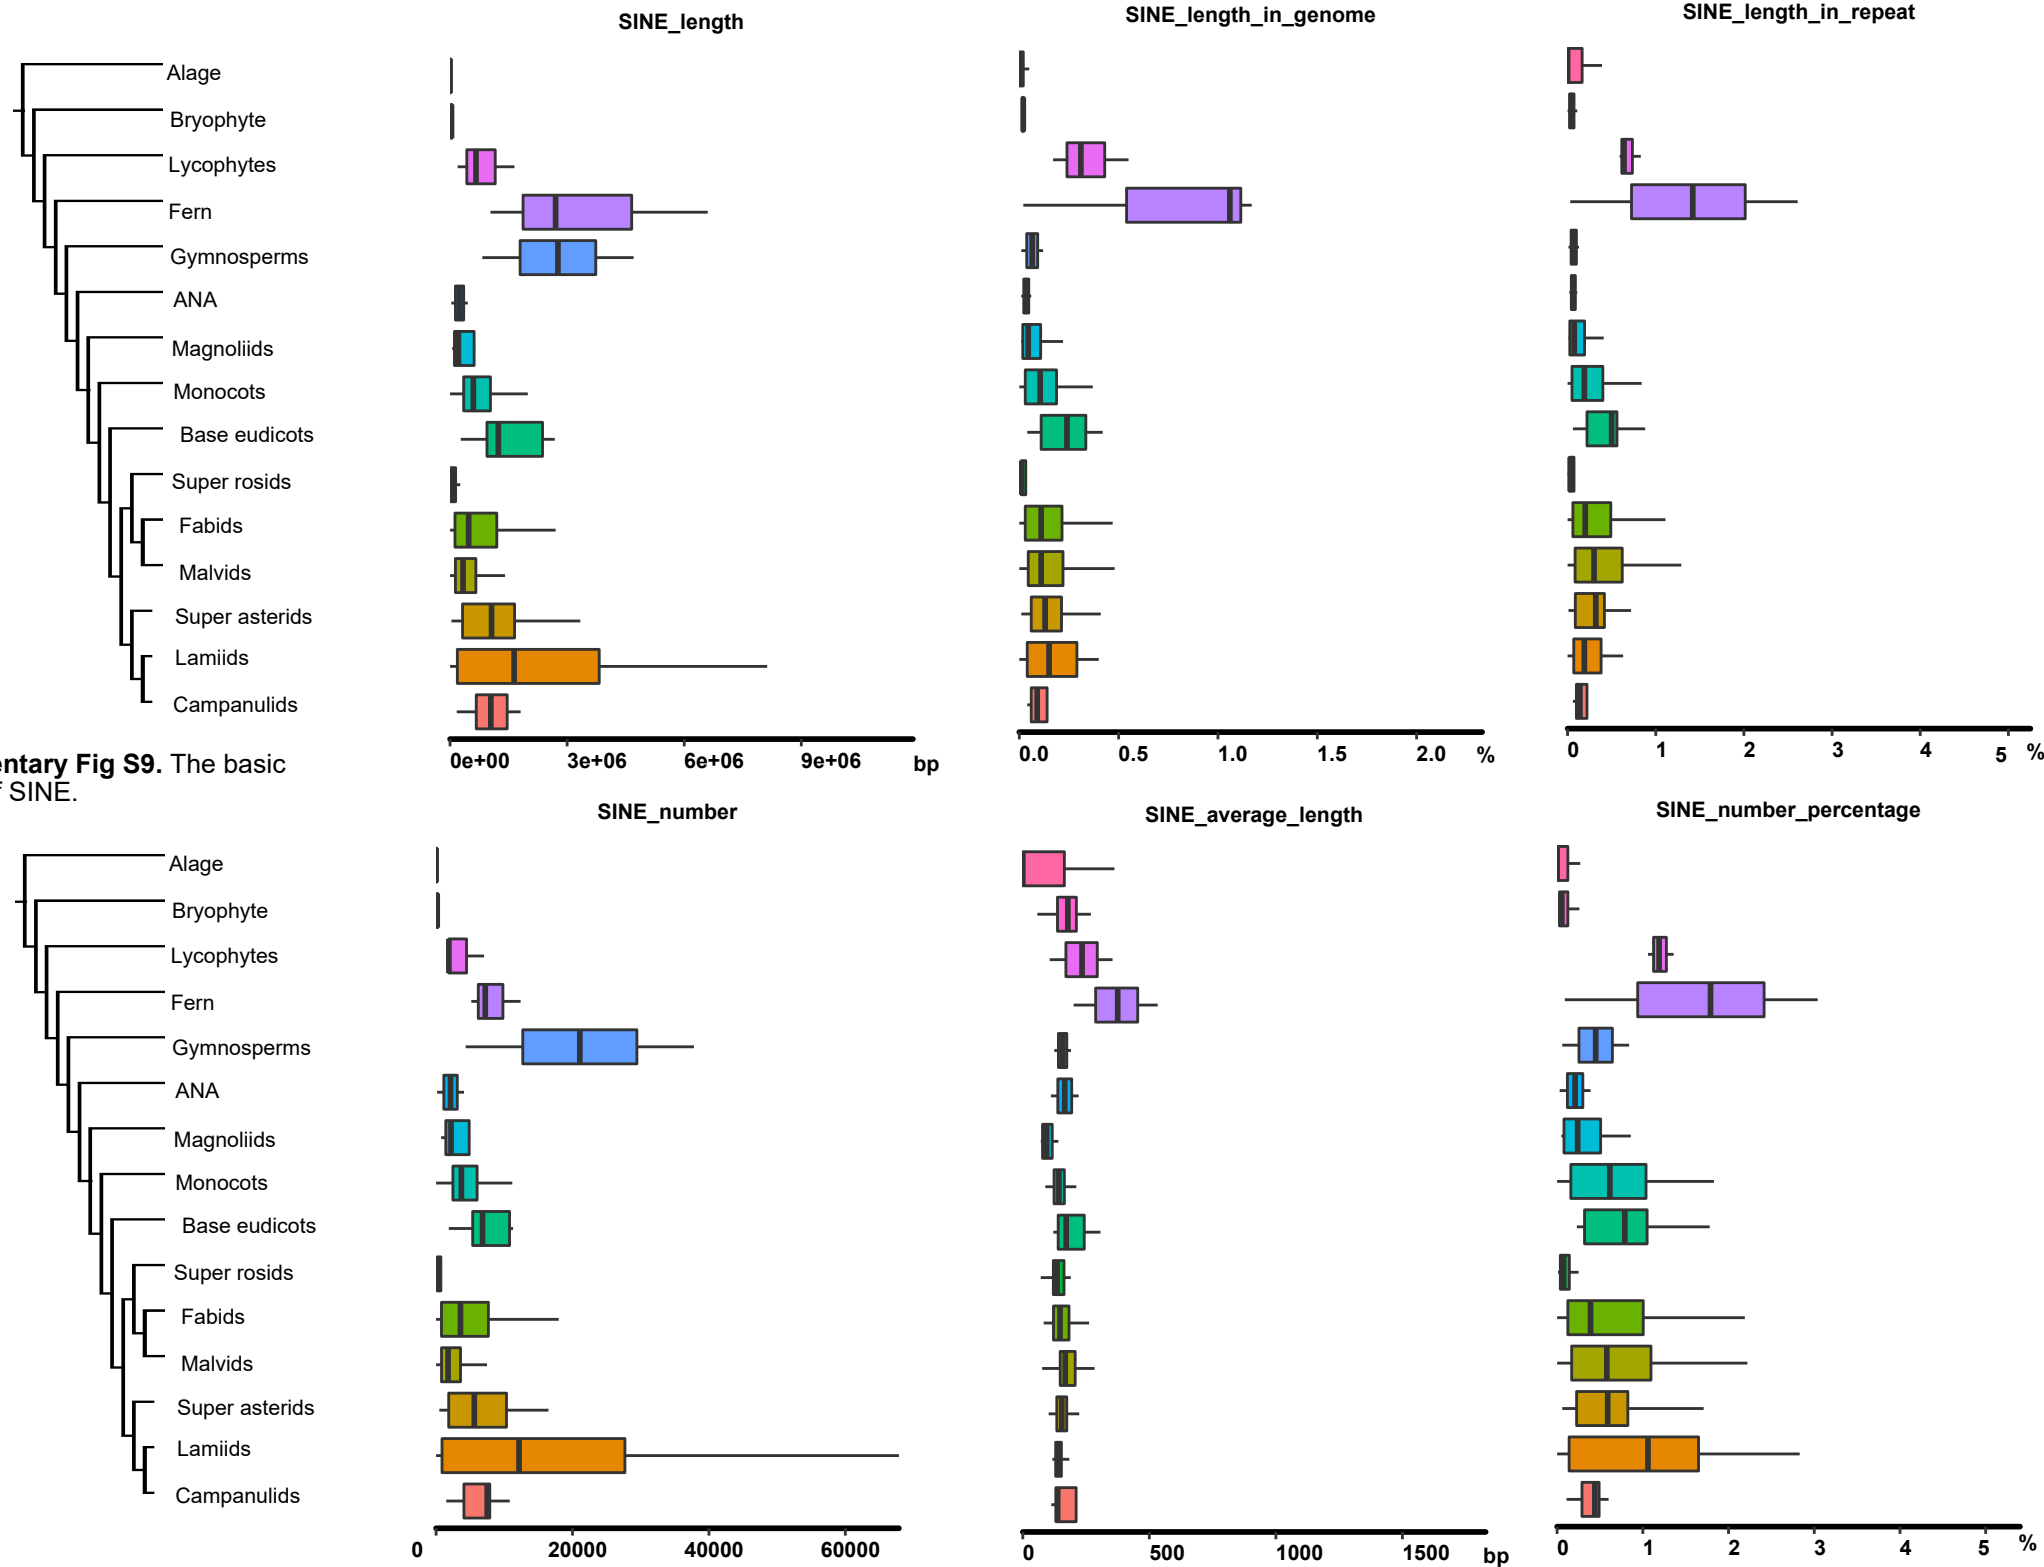 SINE_length
SINE_length_in_genome
SINE_length_in_repeat
Alage
Bryophyte
Lycophytes
Fern
Gymnosperms
ANA
Magnoliids
Monocots
Base eudicots
Super rosids
Fabids
Malvids
Super asterids
Lamiids
Campanulids
0e+00 3e+06 6e+06 9e+06 bp
0.0 0.5 1.0 1.5 2.0 %
0 1 2 3 4 5 %
entary Fig S9. The basic
f SINE.
SINE_number
SINE_average_length
SINE_number_percentage
Alage
Bryophyte
Lycophytes
Fern
Gymnosperms
ANA
Magnoliids
Monocots
Base eudicots
Super rosids
Fabids
Malvids
Super asterids
Lamiids
Campanulids
0 20000 40000 60000
0 500 1000 1500 bp
0 1 2 3 4 5 %